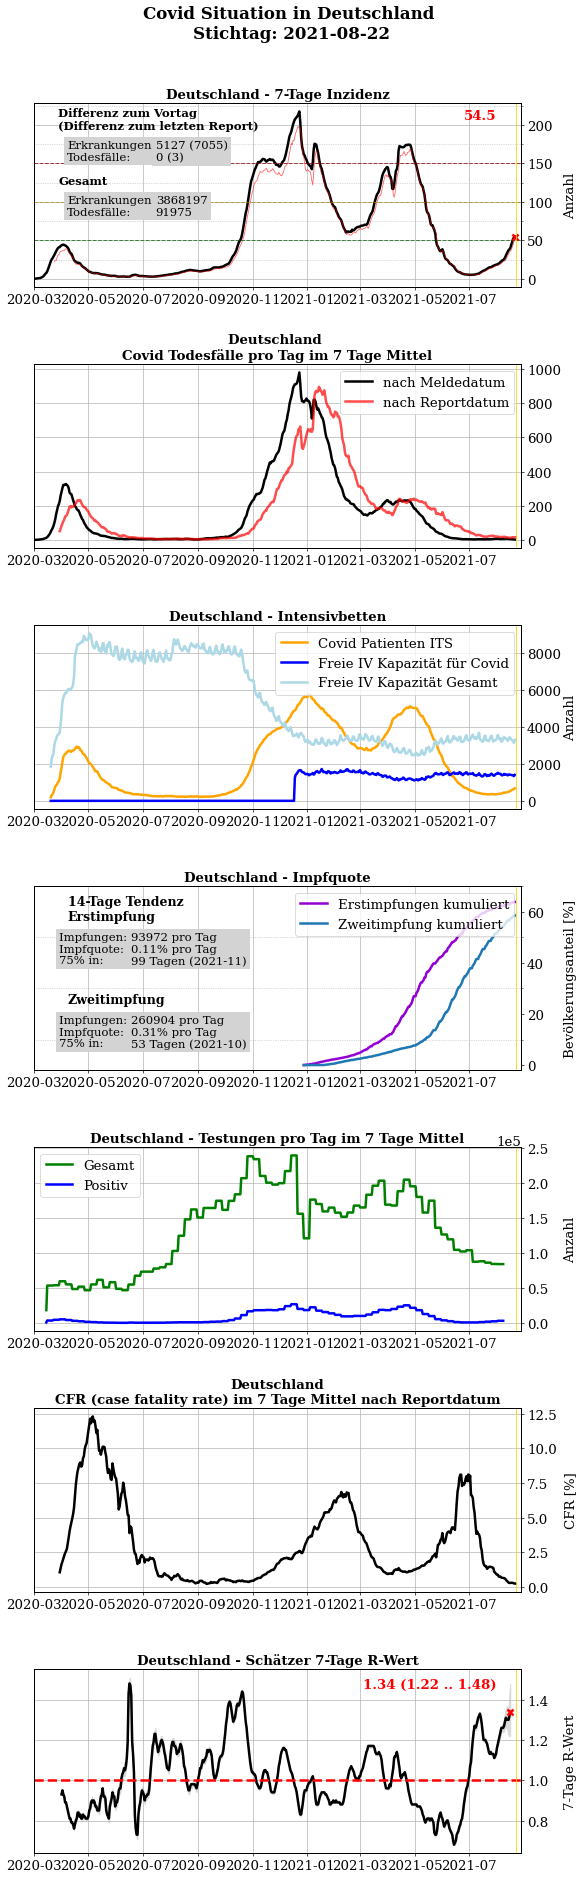 Covid Situation in Deutschland
Stichtag: 2021-08-22
Deutschland - 7-Tage Inzidenz
Differenz zum Vortag
(Differenz zum letzten Report)
Erkrankungen 5127 (7055)
Todesfälle: 0 (3)
Gesamt
Erkrankungen 3868197
Todesfälle: 91975
54.5
200
150
100
50
0
Anzahl
2020-03 2020-05 2020-07 2020-09 2020-11 2021-01 2021-03 2021-05 2021-07
Deutschland
Covid Todesfälle pro Tag im 7 Tage Mittel
nach Meldedatum
nach Reportdatum
1000
800
600
400
200
0
2020-03 2020-05 2020-07 2020-09 2020-11 2021-01 2021-03 2021-05 2021-07
Deutschland - Intensivbetten
Covid Patienten ITS
Freie IV Kapazität für Covid
Freie IV Kapazität Gesamt
8000
6000
4000
2000
0
Anzahl
2020-03 2020-05 2020-07 2020-09 2020-11 2021-01 2021-03 2021-05 2021-07
Deutschland - Impfquote
14-Tage Tendenz
Erstimpfung
Impfungen: 93972 pro Tag
Impfquote: 0.11% pro Tag
75% in: 99 Tagen (2021-11)
Zweitimpfung
Impfungen: 260904 pro Tag
Impfquote: 0.31% pro Tag
75% in: 53 Tagen (2021-10)
Erstimpfungen kumuliert
Zweitimpfung kumuliert
60
40
20
0
Bevölkerungsanteil [%]
2020-03 2020-05 2020-07 2020-09 2020-11 2021-01 2021-03 2021-05 2021-07
Deutschland - Testungen pro Tag im 7 Tage Mittel
1e5
Gesamt
Positiv
2.5
2.0
1.5
1.0
0.5
0.0
Anzahl
2020-03 2020-05 2020-07 2020-09 2020-11 2021-01 2021-03 2021-05 2021-07
Deutschland
CFR (case fatality rate) im 7 Tage Mittel nach Reportdatum
12.5
10.0
7.5
5.0
2.5
0.0
CFR [%]
2020-03 2020-05 2020-07 2020-09 2020-11 2021-01 2021-03 2021-05 2021-07
Deutschland - Schätzer 7-Tage R-Wert
1.34 (1.22 .. 1.48)
1.4
1.2
1.0
0.8
7-Tage R-Wert
2020-03 2020-05 2020-07 2020-09 2020-11 2021-01 2021-03 2021-05 2021-07